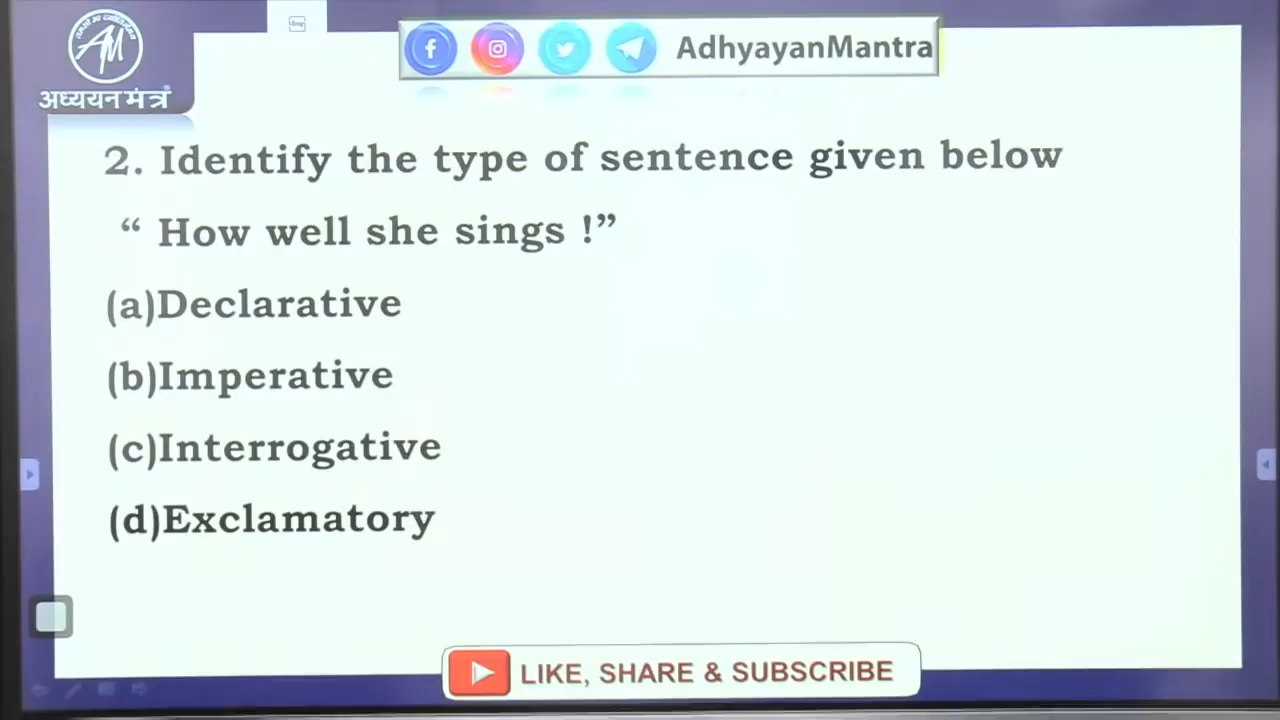 AM
अध्ययन मंत्रं
AdhyayanMantra
2. Identify the type of sentence given below
“ How well she sings !”
(a)Declarative
(b)Imperative
(c)Interrogative
(d)Exclamatory
LIKE, SHARE & SUBSCRIBE